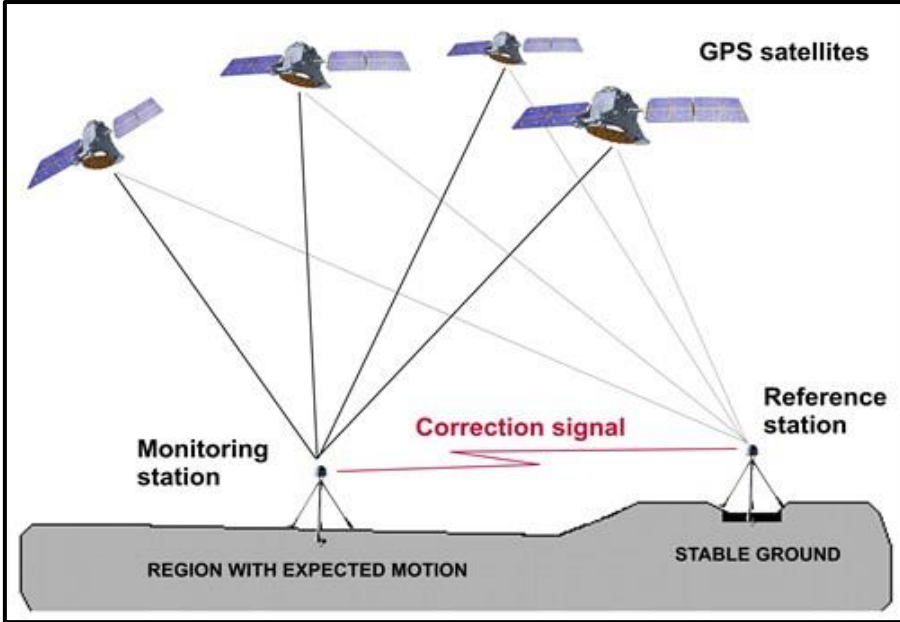 GPS satellites
Correction signal
Reference
station
Monitoring
station
REGION WITH EXPECTED MOTION
STABLE GROUND